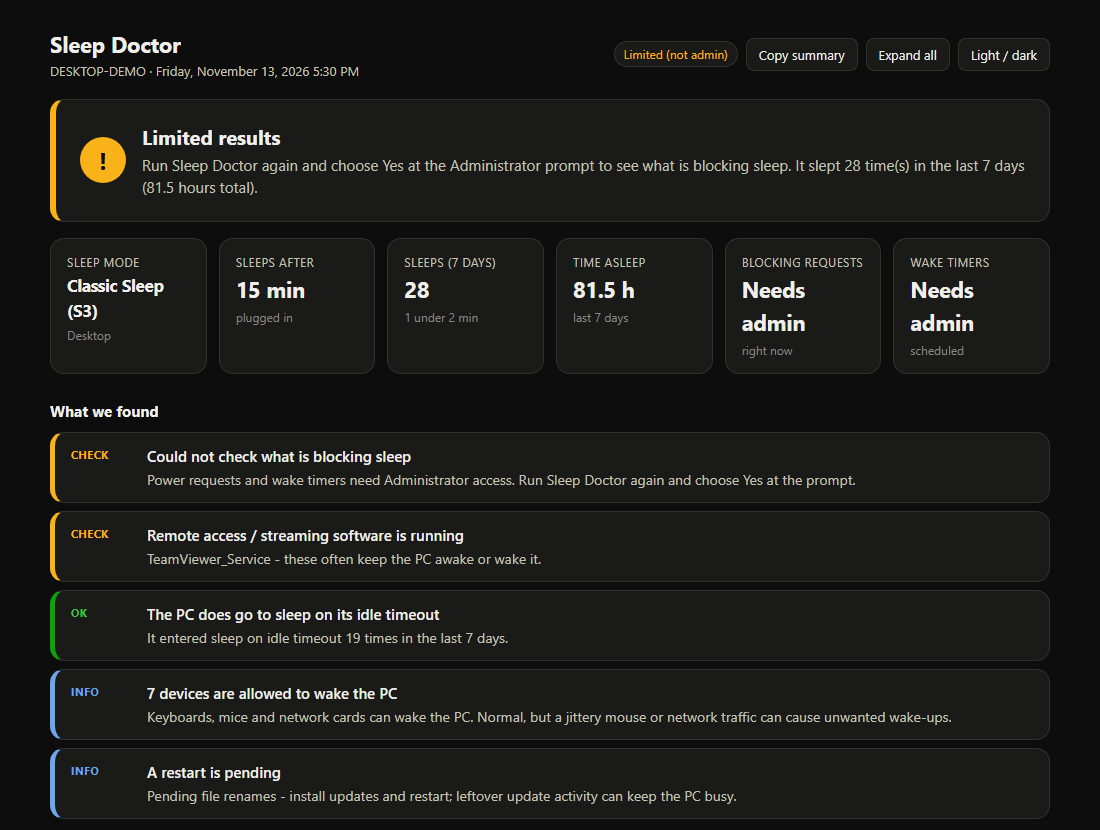 Sleep Doctor
DESKTOP-DEMO · Friday, November 13, 2026 5:30 PM
Limited (not admin)
Copy summary
Expand all
Light / dark
!
Limited results
Run Sleep Doctor again and choose Yes at the Administrator prompt to see what is blocking sleep. It slept 28 time(s) in the last 7 days
(81.5 hours total).
SLEEP MODE
Classic Sleep
(S3)
Desktop
SLEEPS AFTER
15 min
plugged in
SLEEPS (7 DAYS)
28
1 under 2 min
TIME ASLEEP
81.5 h
last 7 days
BLOCKING REQUESTS
Needs
admin
right now
WAKE TIMERS
Needs
admin
scheduled
What we found
CHECK
Could not check what is blocking sleep
Power requests and wake timers need Administrator access. Run Sleep Doctor again and choose Yes at the prompt.
CHECK
Remote access / streaming software is running
TeamViewer_Service - these often keep the PC awake or wake it.
OK
The PC does go to sleep on its idle timeout
It entered sleep on idle timeout 19 times in the last 7 days.
INFO
7 devices are allowed to wake the PC
Keyboards, mice and network cards can wake the PC. Normal, but a jittery mouse or network traffic can cause unwanted wake-ups.
INFO
A restart is pending
Pending file renames - install updates and restart; leftover update activity can keep the PC busy.